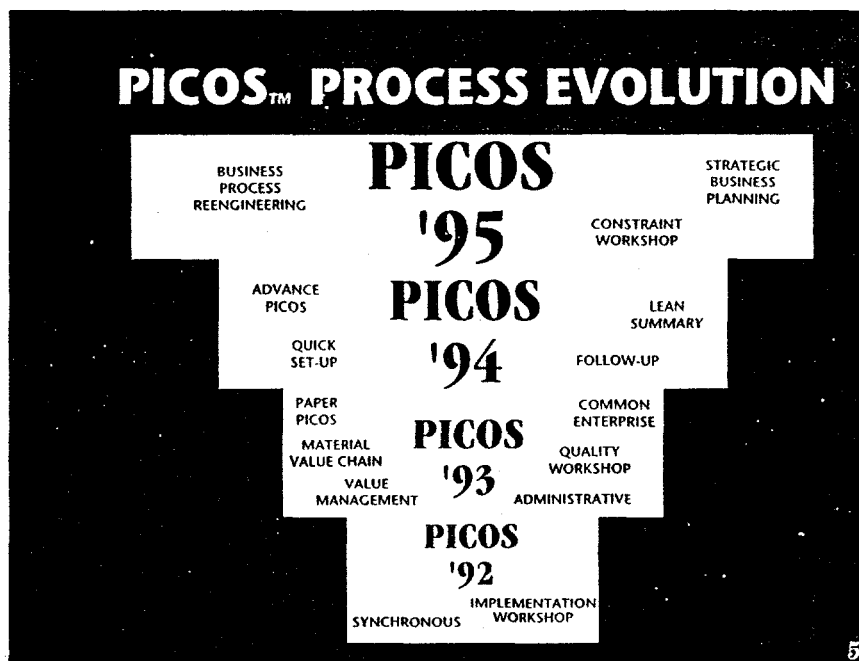 PICOS™ PROCESS EVOLUTION
PICOS
'95
BUSINESS
PROCESS
REENGINEERING
STRATEGIC
BUSINESS
PLANNING
CONSTRAINT
WORKSHOP
PICOS
'94
ADVANCE
PICOS
QUICK
SET-UP
LEAN
SUMMARY
FOLLOW-UP
PICOS
'93
PAPER
PICOS
MATERIAL
VALUE CHAIN
VALUE
MANAGEMENT
COMMON
ENTERPRISE
QUALITY
WORKSHOP
ADMINISTRATIVE
PICOS
'92
SYNCHRONOUS
IMPLEMENTATION
WORKSHOP
5